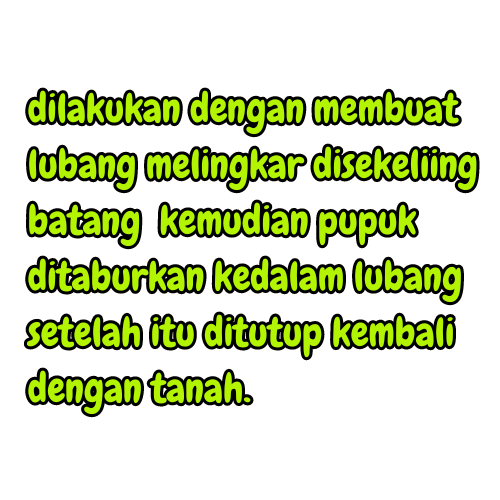 dilakukan dengan membuat
lubang melingkar disekeliing
batang kemudian pupuk
ditaburkan kedalam lubang
setelah itu ditutup kembali
dengan tanah.